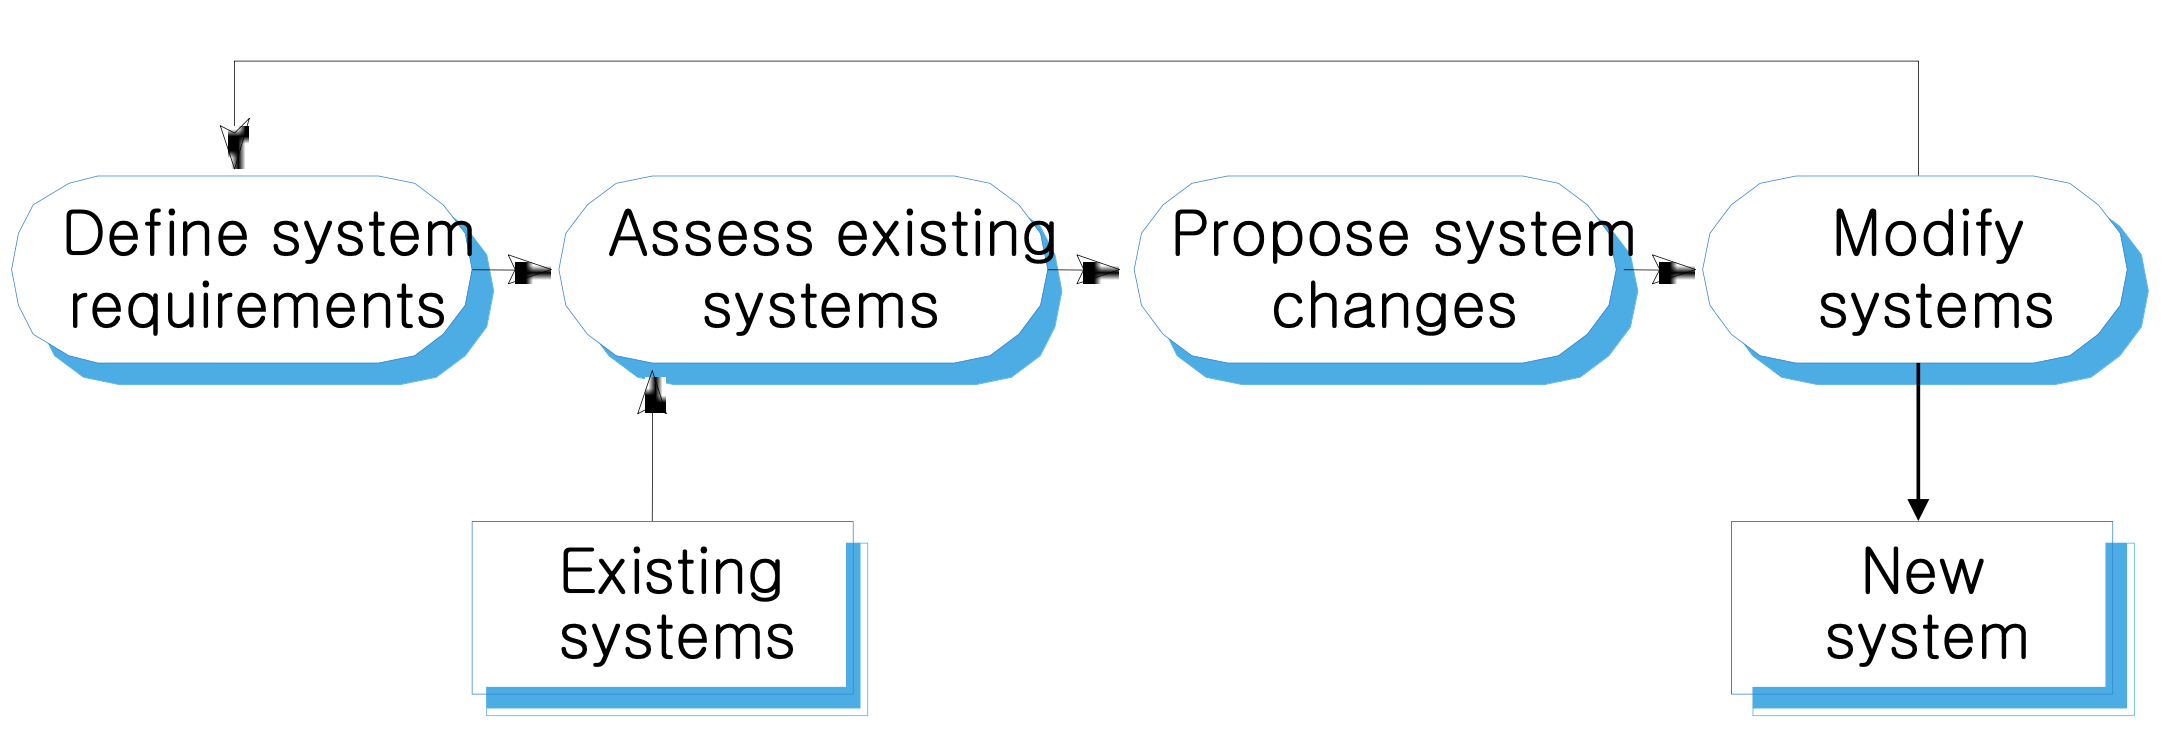 Define system
requirements
Assess existing
systems
Propose system
changes
Modify
systems
Existing
systems
New
system